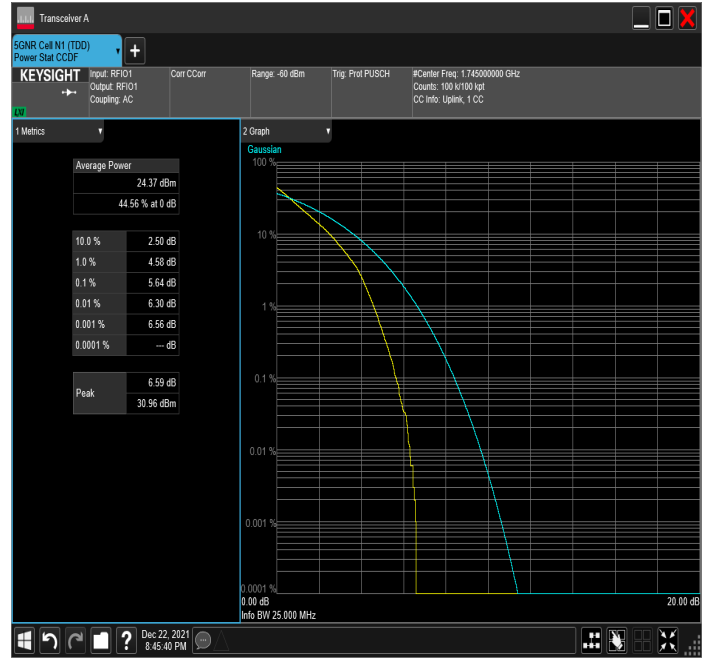 Transceiver A
5GNR Cell N1 (TDD)
Power Stat CCDF
+
KEYSIGHT
LXI
Input: RFIO1
Output: RFIO1
Coupling: AC
Corr CCorr
Range: -60 dBm
Trig: Prot PUSCH
#Center Freq: 1.745000000 GHz
Counts: 100 k/100 kpt
CC Info: Uplink, 1 CC
1 Metrics
Average Power
24.37 dBm
44.56 % at 0 dB
10.0 % 2.50 dB
1.0 % 4.58 dB
0.1 % 5.64 dB
0.01 % 6.30 dB
0.001 % 6.56 dB
0.0001 % --- dB
Peak
6.59 dB
30.96 dBm
2 Graph
Gaussian
100 %
10 %
1 %
0.1 %
0.01 %
0.001 %
0.0001 %
0.00 dB
20.00 dB
Info BW 25.000 MHz
?
Dec 22, 2021
8:45:40 PM